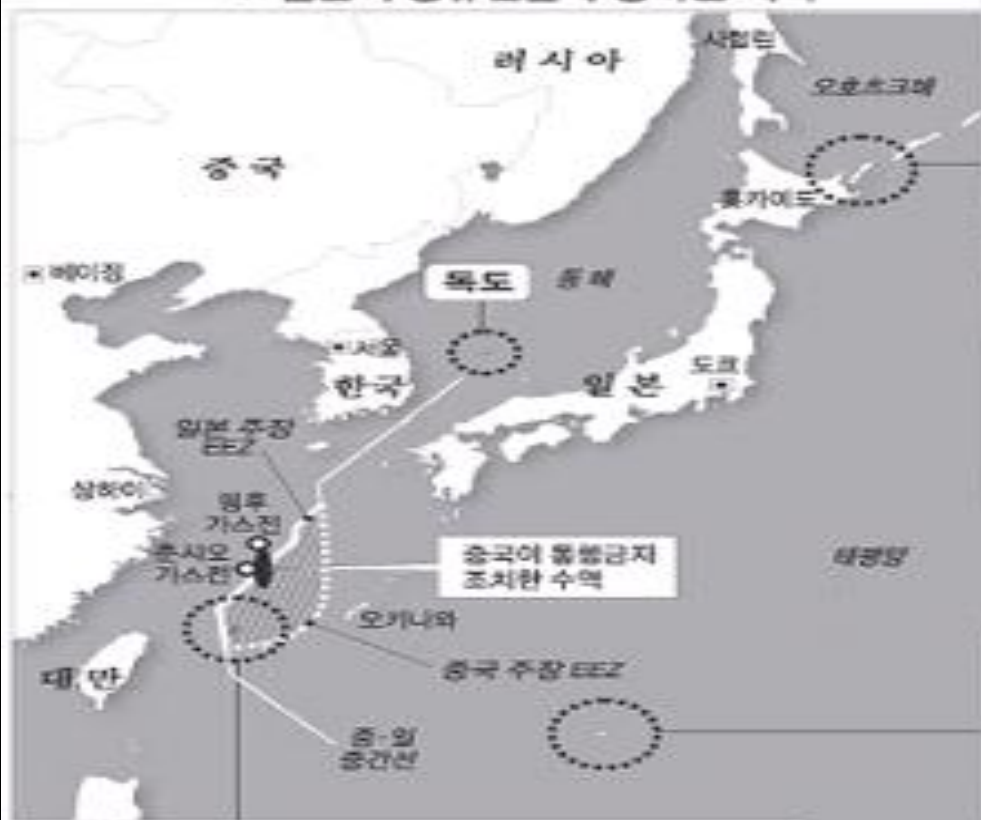 사할린
러시아
오호츠크해
중국
홋카이도
베이징
독도
동해
서울
한국
도쿄
일본
일본 주장
EEZ
상하이
핑후
가스전
춘샤오
가스전
중국이 통행금지
조치한 수역
태평양
오키나와
대만
중국 주장 EEZ
중·일
중간선